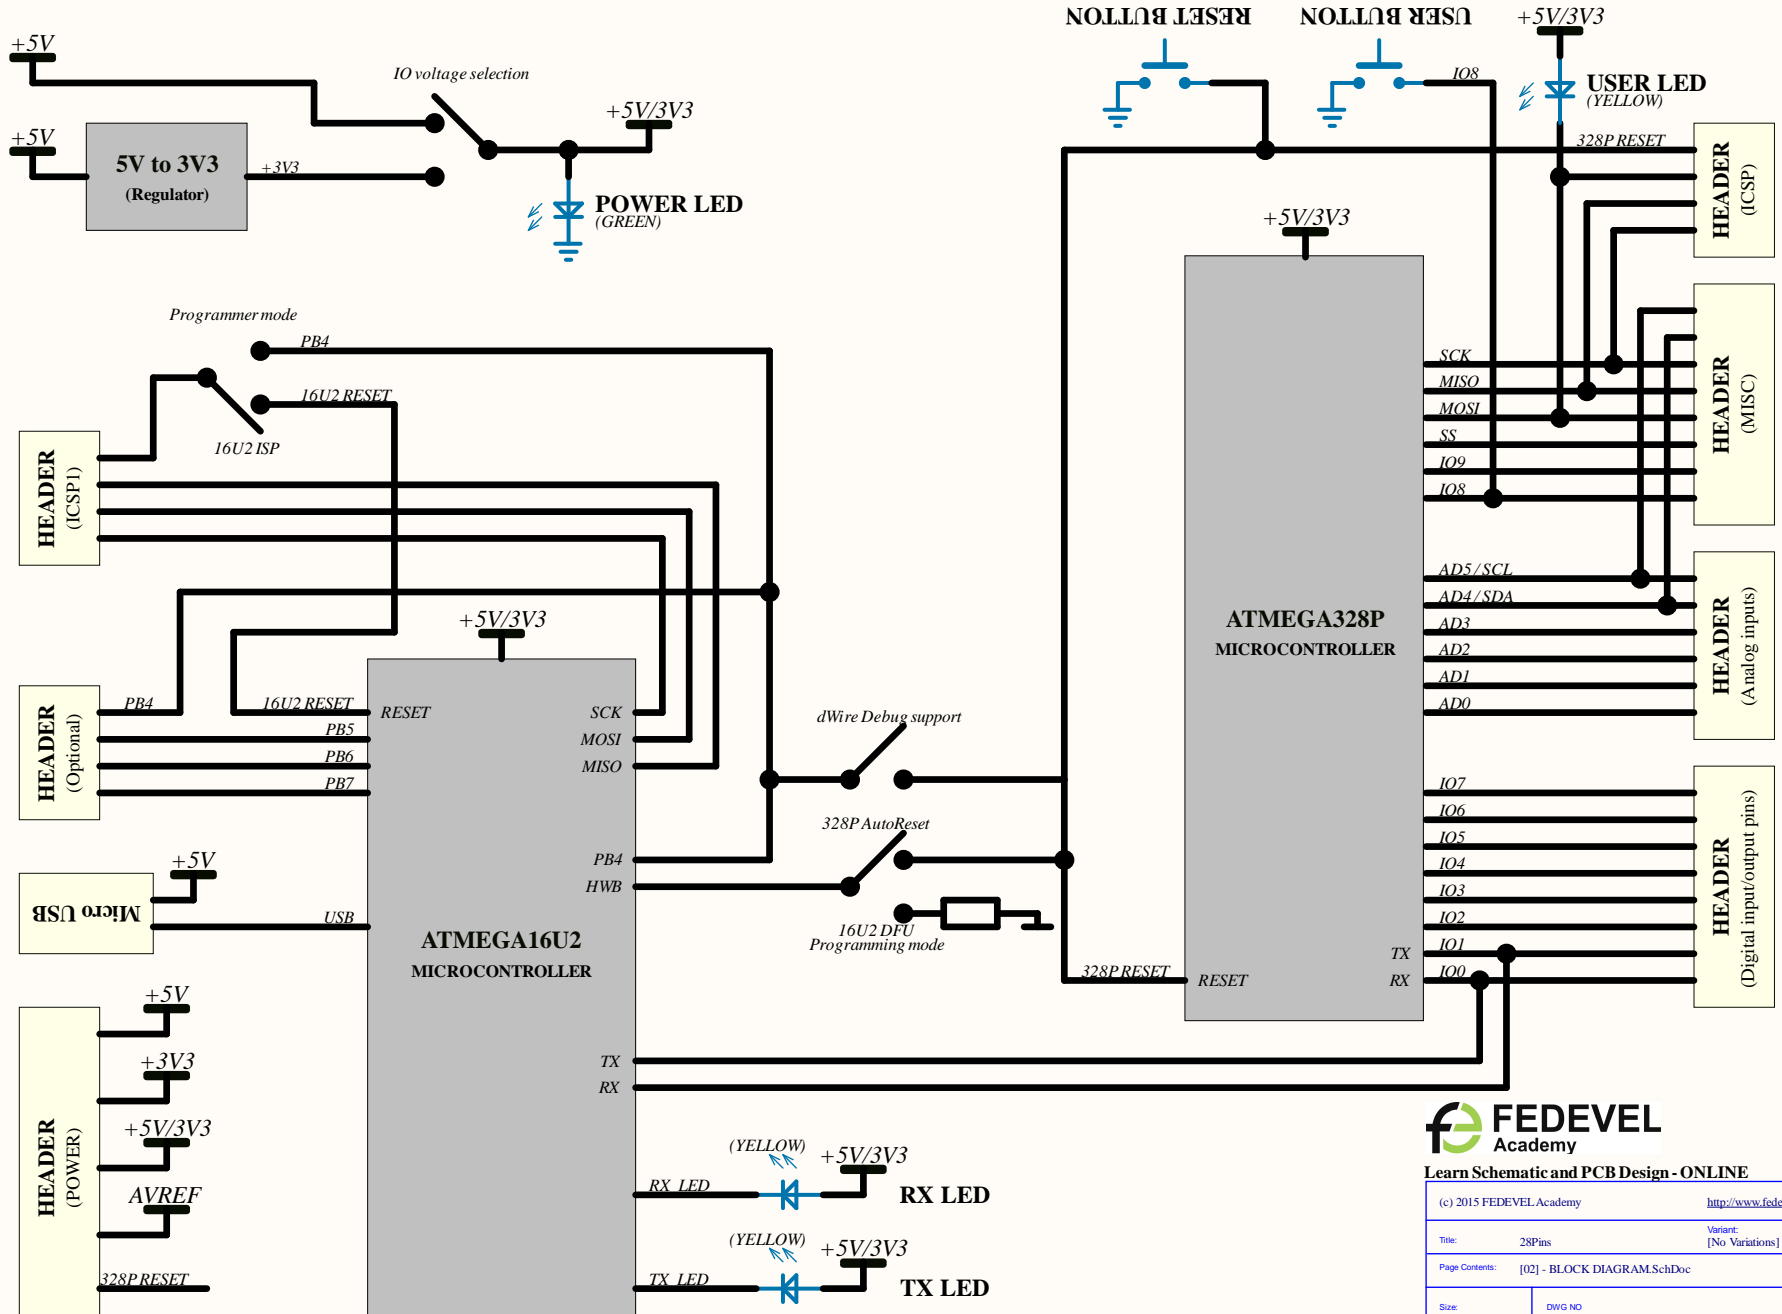 RESET BUTTON
USER BUTTON
+5V/3V3
+5V
IO voltage selection
IO8
USER LED
(YELLOW)
+5V/3V3
+5V
5V to 3V3
(Regulator)
+3V3
POWER LED
(GREEN)
328P RESET
HEADER
(ICSP)
+5V/3V3
Programmer mode
PB4
16U2 RESET
16U2 ISP
HEADER
(ICSP1)
SCK
MISO
MOSI
SS
IO9
IO8
HEADER
(MISC)
AD5/SCL
AD4/SDA
AD3
AD2
AD1
AD0
HEADER
(Analog inputs)
ATMEGA328P
MICROCONTROLLER
+5V/3V3
HEADER
(Optional)
PB4
PB5
PB6
PB7
16U2 RESET
RESET
SCK
MOSI
MISO
dWire Debug support
328P AutoReset
PB4
HWB
16U2 DFU
Programming mode
328P RESET
RESET
IO7
IO6
IO5
IO4
IO3
IO2
TX
IO1
RX
IO0
HEADER
(Digital input/output pins)
+5V
Micro USB
USB
ATMEGA16U2
MICROCONTROLLER
TX
RX
HEADER
(POWER)
+5V
+3V3
+5V/3V3
AVREF
328P RESET
(YELLOW)
+5V/3V3
RX LED
RX LED
(YELLOW)
+5V/3V3
TX LED
TX LED
FEDEVEL
Academy
Learn Schematic and PCB Design - ONLINE
(c) 2015 FEDEVEL Academy
http://www.fede
Title:
28Pins
Variant:
[No Variations]
Page Contents:
[02] - BLOCK DIAGRAM.SchDoc
Size:
DWG NO